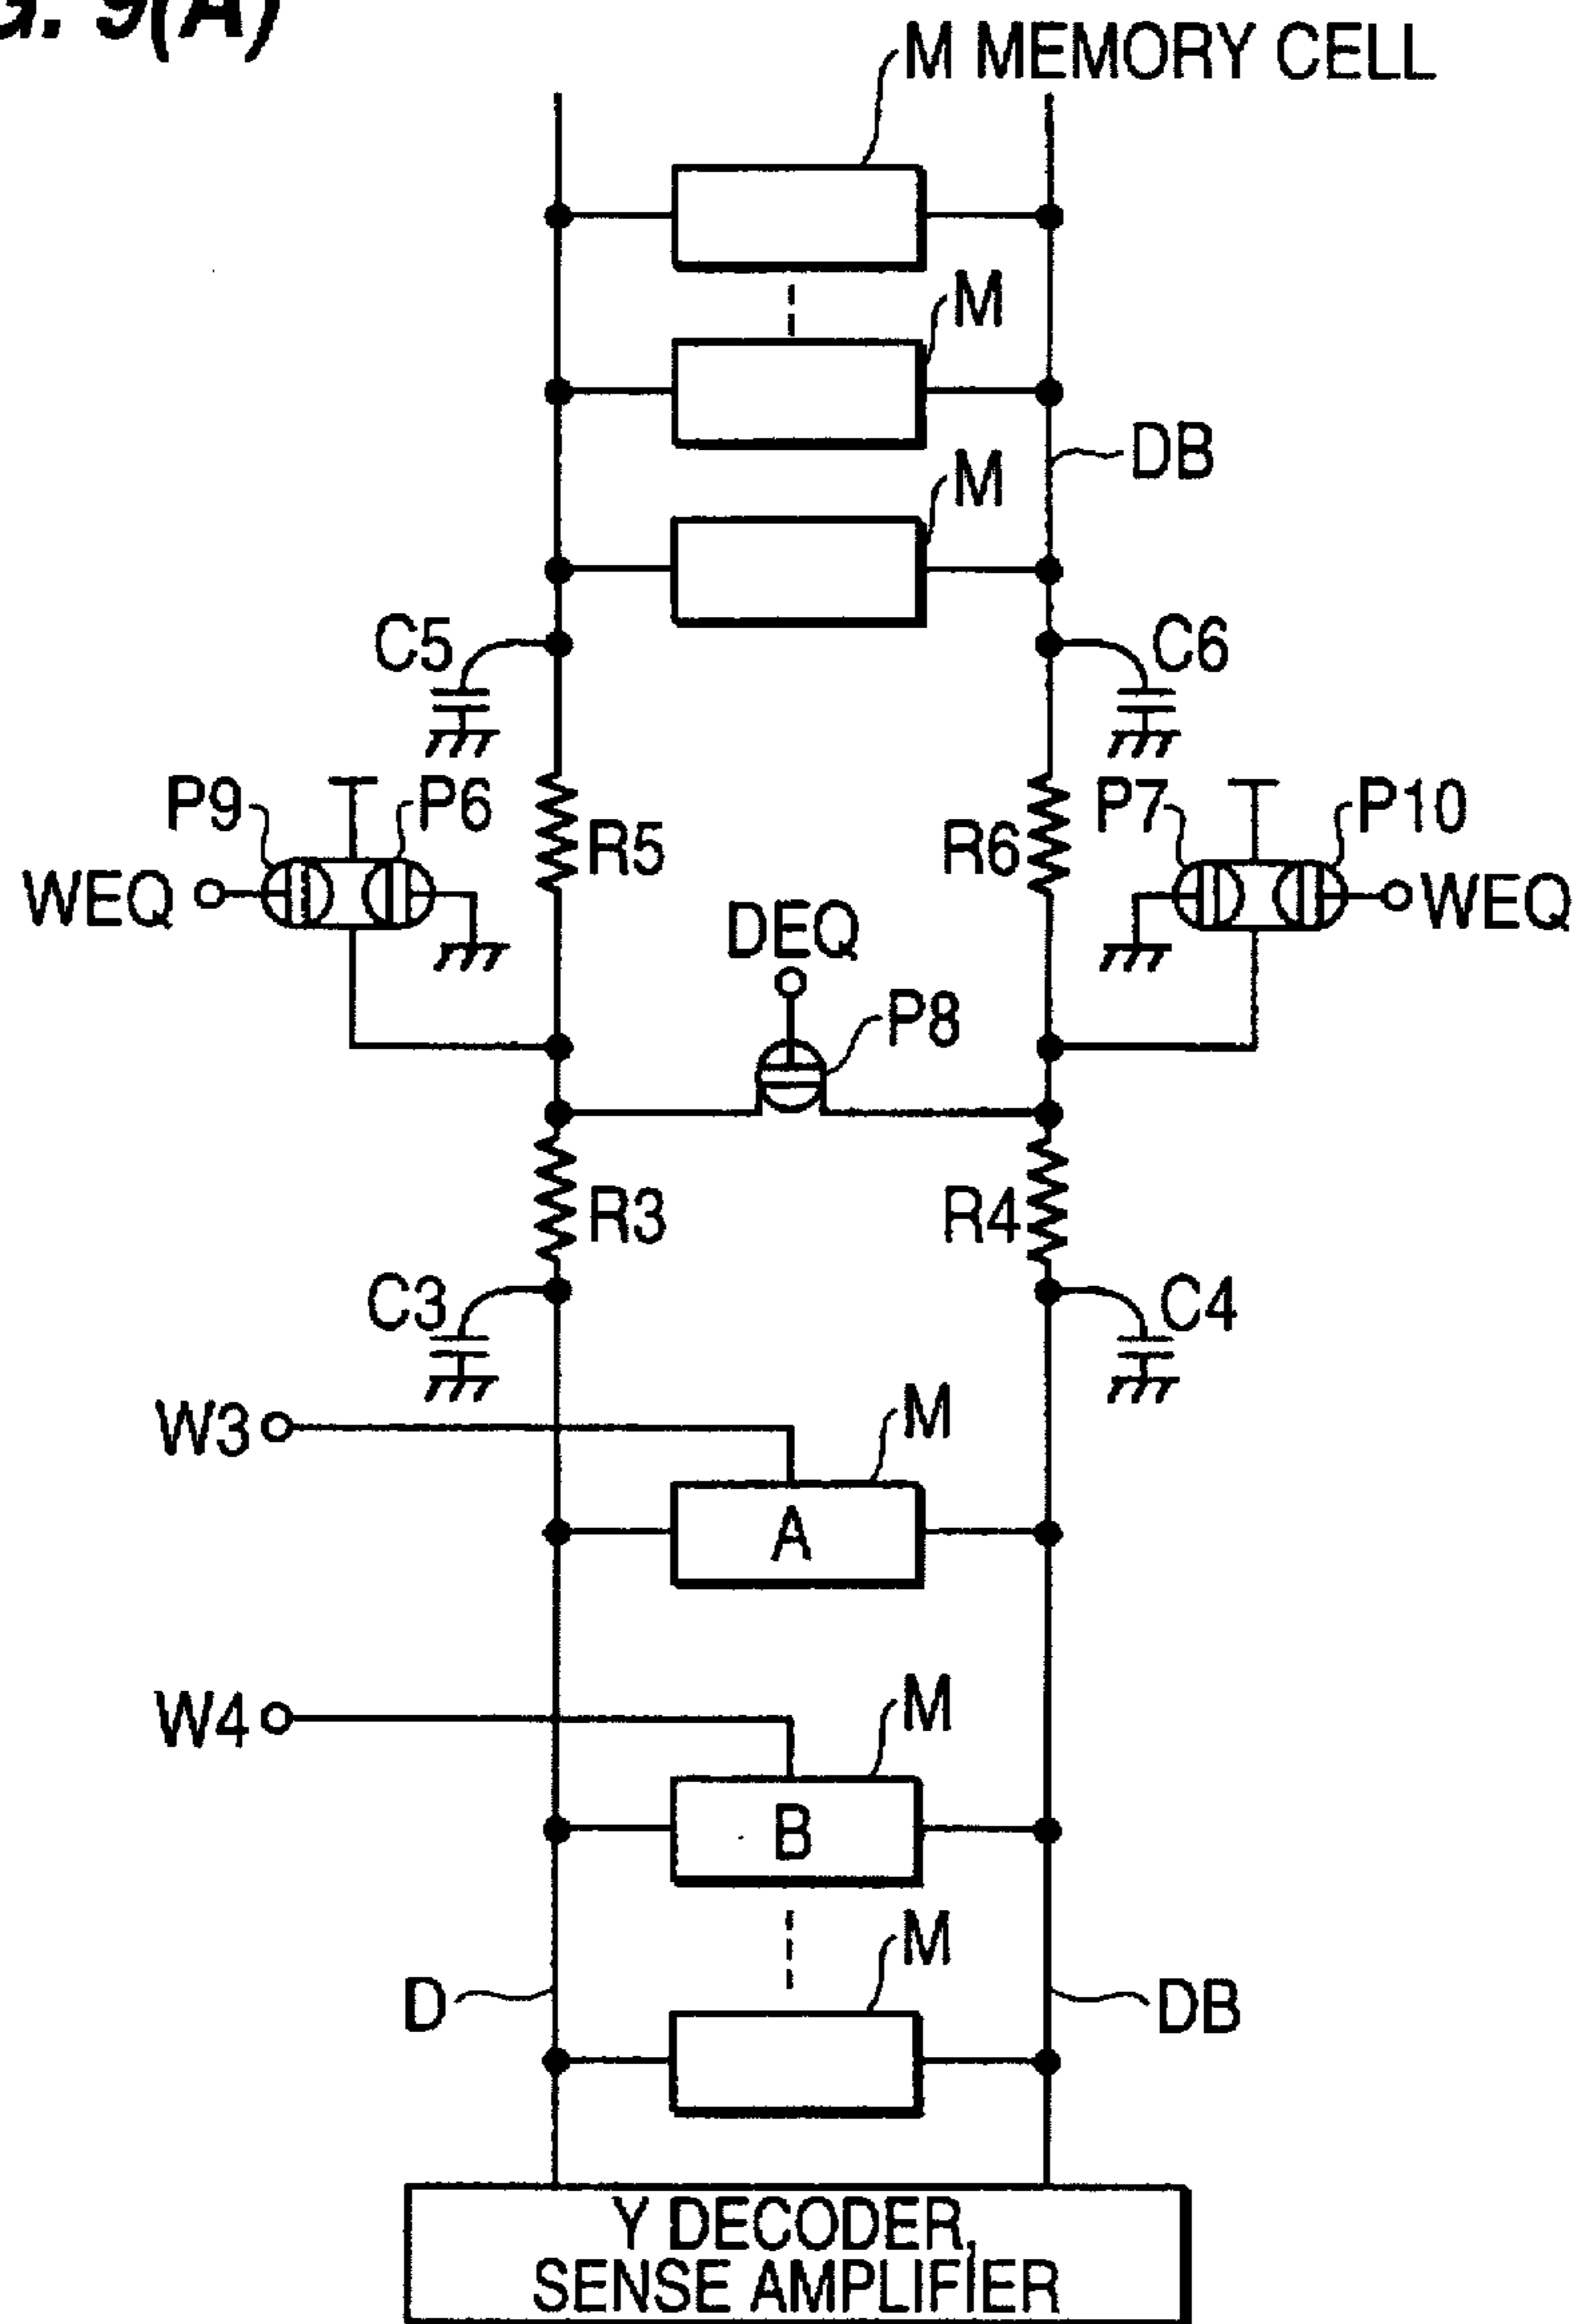 9(A)
M MEMORY CELL
M
DB
M
C5
C6
P9
P6
R5
R6
P7
P10
WEQ
DEQ
WEQ
P8
R3
R4
C3
C4
W3
M
A
W4
M
B
M
D
DB
Y DECODER,
SENSE AMPLIFIER